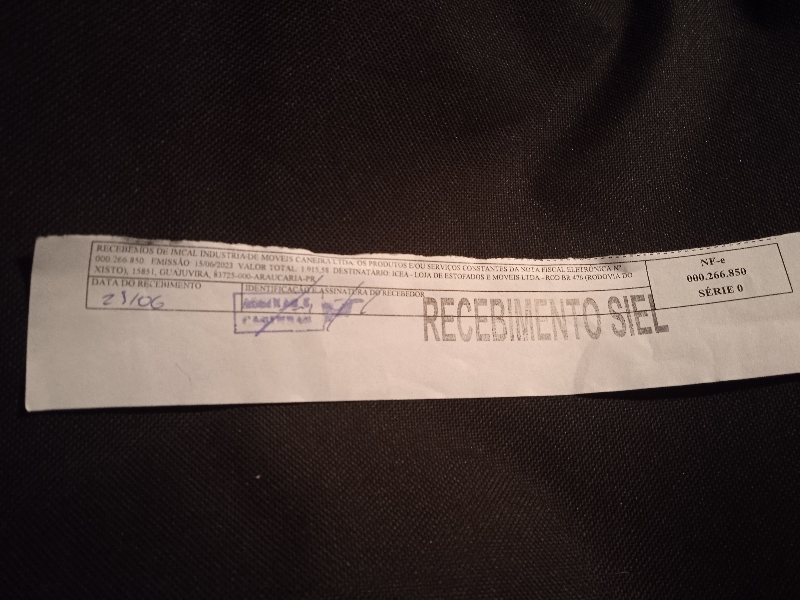 RECEBEMOS DE IMCAL INDUSTRIA DE MOVEIS CANEIRA LTDA. OS PRODUTOS E/OU SERVIÇOS CONSTANTES DA NOTA FISCAL ELETRÔNICA Nº
000.266.850 EMISSÃO 15/06/2023 VALOR TOTAL: 1.915,58 DESTINATÁRIO: ICEA - LOJA DE ESTOFADOS E MOVEIS LTDA - ROD BR 476 (RODOVIA DO
XISTO), 15851, GUAJUVIRA, 83725-000-ARAUCARIA-PR
DATA DO RECEBIMENTO
IDENTIFICAÇÃO E ASSINATURA DO RECEBEDOR
23/06
RECEBIMENTO SIEL
NF-e
000.266.850
SÉRIE 0